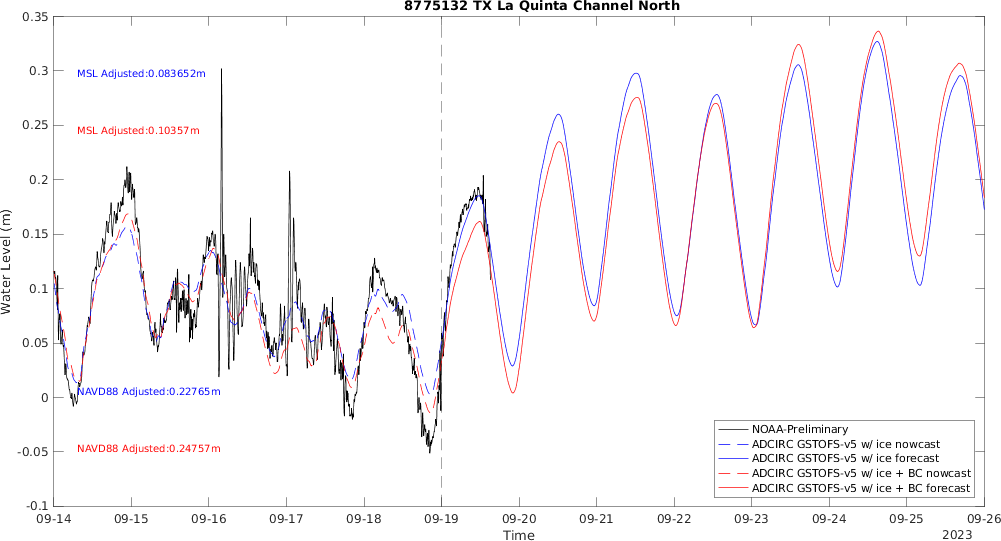 8775132 TX La Quinta Channel North
0.35
0.3
0.25
0.2
0.15
0.1
0.05
0
-0.05
-0.1
Water Level (m)
MSL Adjusted:0.083652m
MSL Adjusted:0.10357m
NAVD88 Adjusted:0.22765m
NAVD88 Adjusted:0.24757m
NOAA-Preliminary
ADCIRC GSTOFS-v5 w/ ice nowcast
ADCIRC GSTOFS-v5 w/ ice forecast
ADCIRC GSTOFS-v5 w/ ice + BC nowcast
ADCIRC GSTOFS-v5 w/ ice + BC forecast
09-14 09-15 09-16 09-17 09-18 09-19 09-20 09-21 09-22 09-23 09-24 09-25 09-26
Time
2023